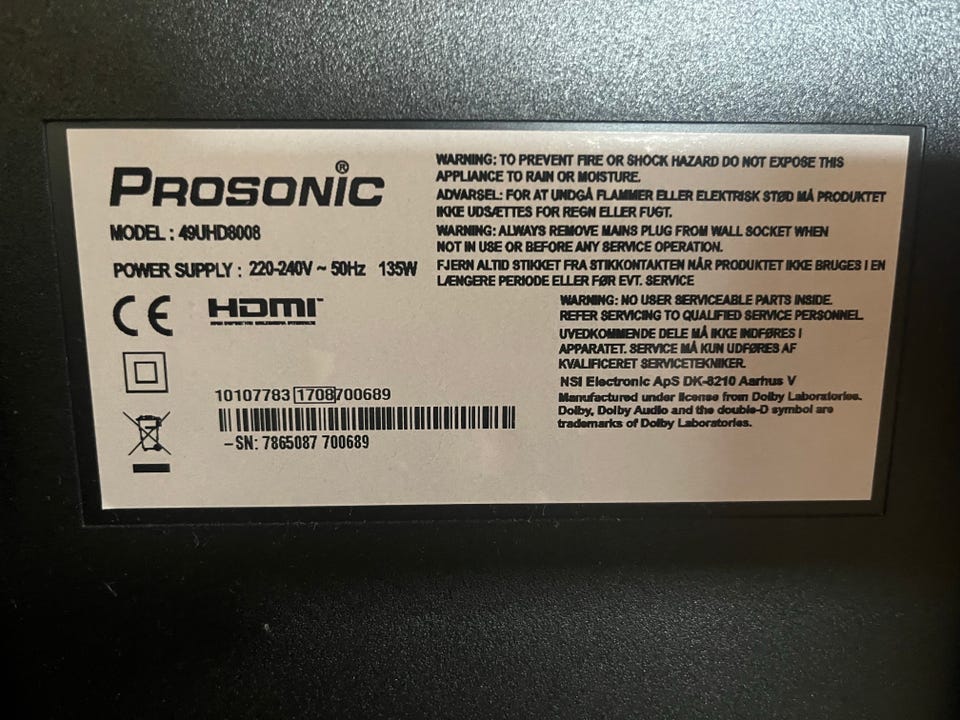 PROSONIC®
MODEL : 49UHD8008
POWER SUPPLY : 220-240V ~ 50Hz 135W
CE HDMI™
10107783 1708 700689
–SN: 7865087 700689
WARNING: TO PREVENT FIRE OR SHOCK HAZARD DO NOT EXPOSE THIS
APPLIANCE TO RAIN OR MOISTURE.
ADVARSEL: FOR AT UNDGÅ FLAMMER ELLER ELEKTRISK STØD MÅ PRODUKTET
IKKE UDSÆTTES FOR REGN ELLER FUGT.
WARNING: ALWAYS REMOVE MAINS PLUG FROM WALL SOCKET WHEN
NOT IN USE OR BEFORE ANY SERVICE OPERATION.
FJERN ALTID STIKKET FRA STIKKONTAKTEN NÅR PRODUKTET IKKE BRUGES I EN
LÆNGERE PERIODE ELLER FØR EVT. SERVICE
WARNING: NO USER SERVICEABLE PARTS INSIDE.
REFER SERVICING TO QUALIFIED SERVICE PERSONNEL
UVEDKOMMENDE DELE MÅ IKKE INDFØRES I
APPARATET. SERVICE MÅ KUN UDFØRES AF
KVALIFICERET SERVICETEKNIKER.
NSI Electronic ApS DK-8210 Aarhus V
Manufactured under license from Dolby Laboratories.
Dolby, Dolby Audio and the double-D symbol are
trademarks of Dolby Laboratories.